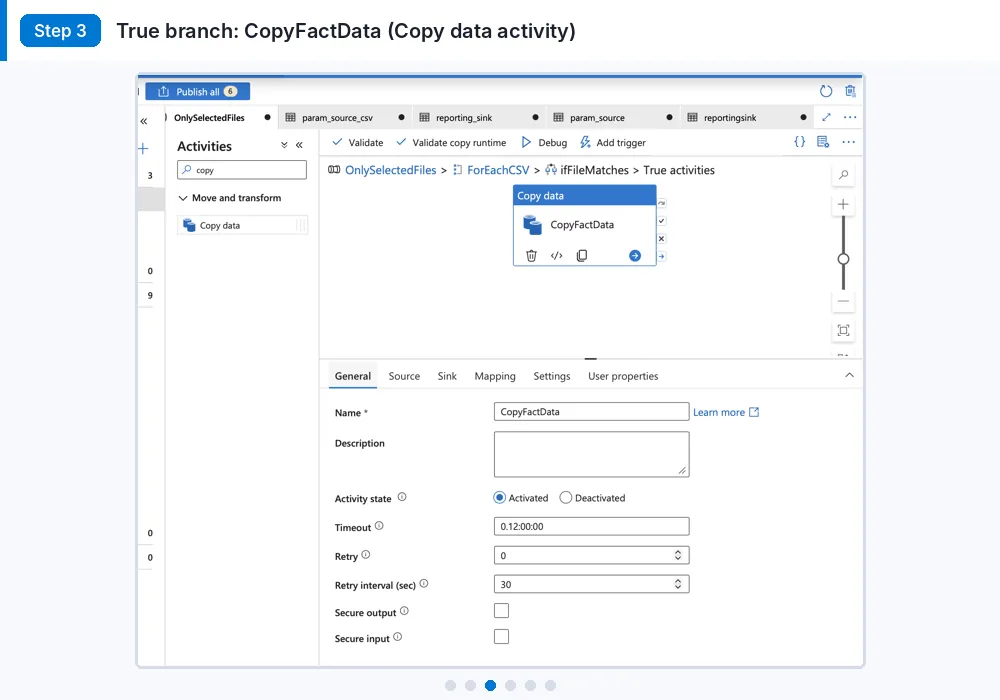 Step 3 True branch: CopyFactData (Copy data activity)
Publish all 6
OnlySelectedFiles param_source_csv reporting_sink param_source reportingsink
Activities
Validate Validate copy runtime Debug Add trigger
copy
OnlySelectedFiles > ForEachCSV > ifFileMatches > True activities
3
Move and transform
Copy data
Copy data
CopyFactData
0
9
General Source Sink Mapping Settings User properties
Name * CopyFactData Learn more
Description
Activity state Activated Deactivated
Timeout 0.12:00:00
0
Retry 0
0
Retry interval (sec) 30
Secure output
Secure input